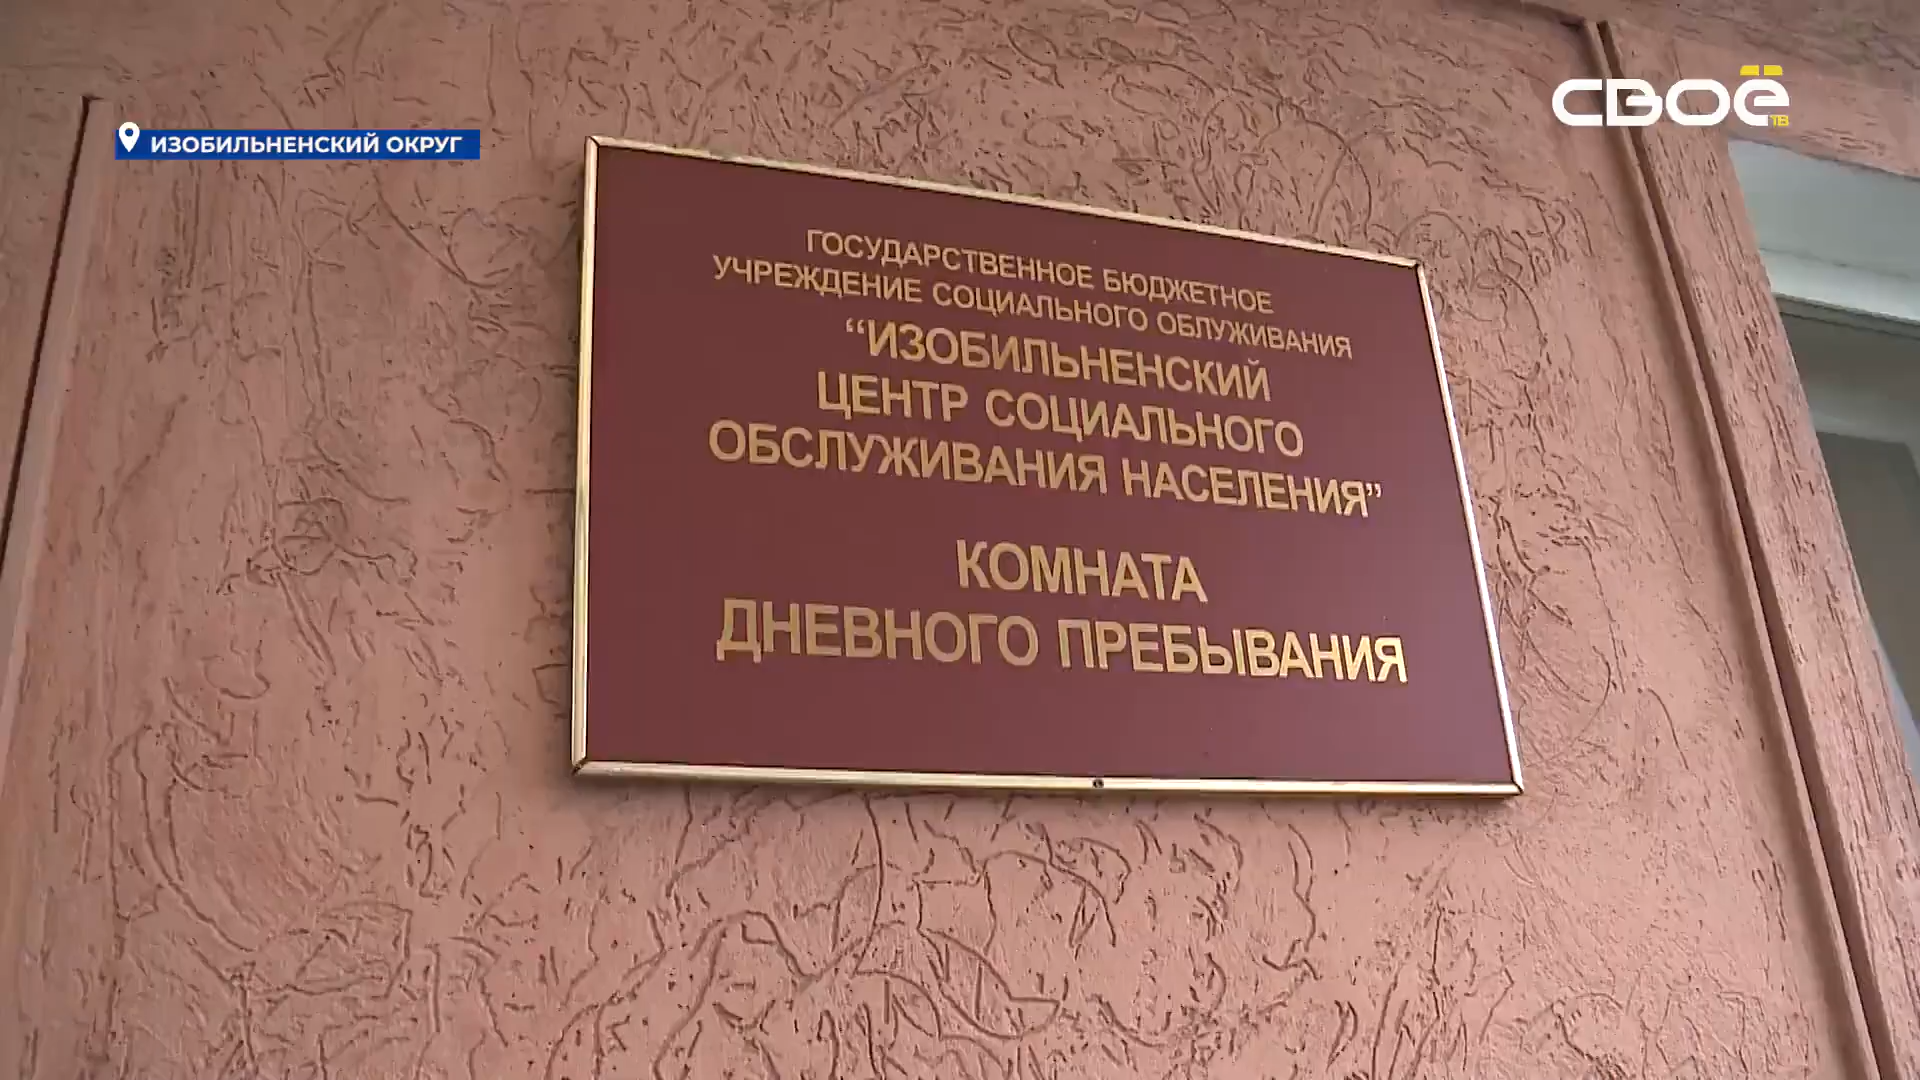 ИЗОБИЛЬНЕНСКИЙ ОКРУГ
СВОЁ
ТВ
ГОСУДАРСТВЕННОЕ БЮДЖЕТНОЕ
УЧРЕЖДЕНИЕ СОЦИАЛЬНОГО ОБЛУЖИВАНИЯ
“ИЗОБИЛЬНЕНСКИЙ
ЦЕНТР СОЦИАЛЬНОГО
ОБСЛУЖИВАНИЯ НАСЕЛЕНИЯ”
КОМНАТА
ДНЕВНОГО ПРЕБЫВАНИЯ